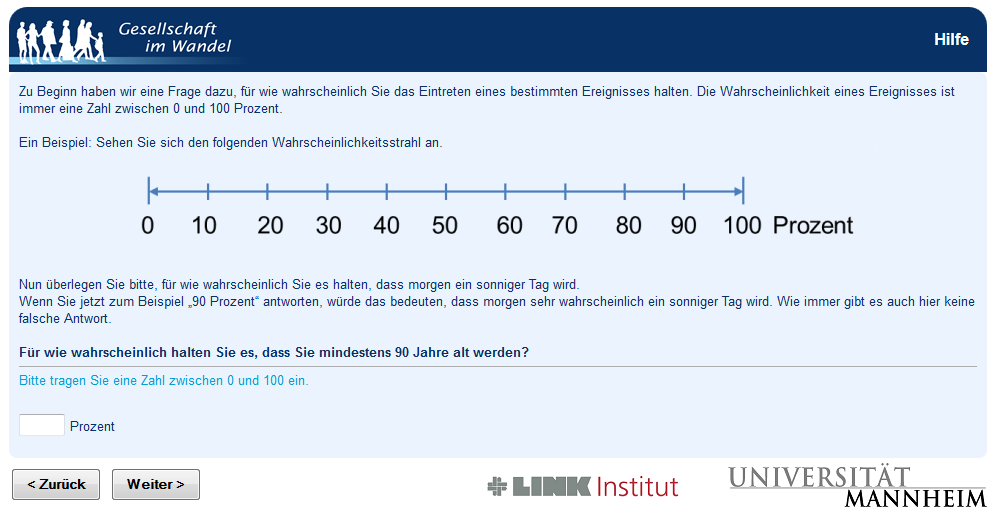 Gesellschaft
im Wandel
Hilfe
Zu Beginn haben wir eine Frage dazu, für wie wahrscheinlich Sie das Eintreten eines bestimmten Ereignisses halten. Die Wahrscheinlichkeit eines Ereignisses ist
immer eine Zahl zwischen 0 und 100 Prozent.
Ein Beispiel: Sehen Sie sich den folgenden Wahrscheinlichkeitsstrahl an.
0 10 20 30 40 50 60 70 80 90 100 Prozent
Nun überlegen Sie bitte, für wie wahrscheinlich Sie es halten, dass morgen ein sonniger Tag wird.
Wenn Sie jetzt zum Beispiel „90 Prozent“ antworten, würde das bedeuten, dass morgen sehr wahrscheinlich ein sonniger Tag wird. Wie immer gibt es auch hier keine
falsche Antwort.
Für wie wahrscheinlich halten Sie es, dass Sie mindestens 90 Jahre alt werden?
Bitte tragen Sie eine Zahl zwischen 0 und 100 ein.
Prozent
< Zurück Weiter >
LINK Institut
UNIVERSITÄT
MANNHEIM